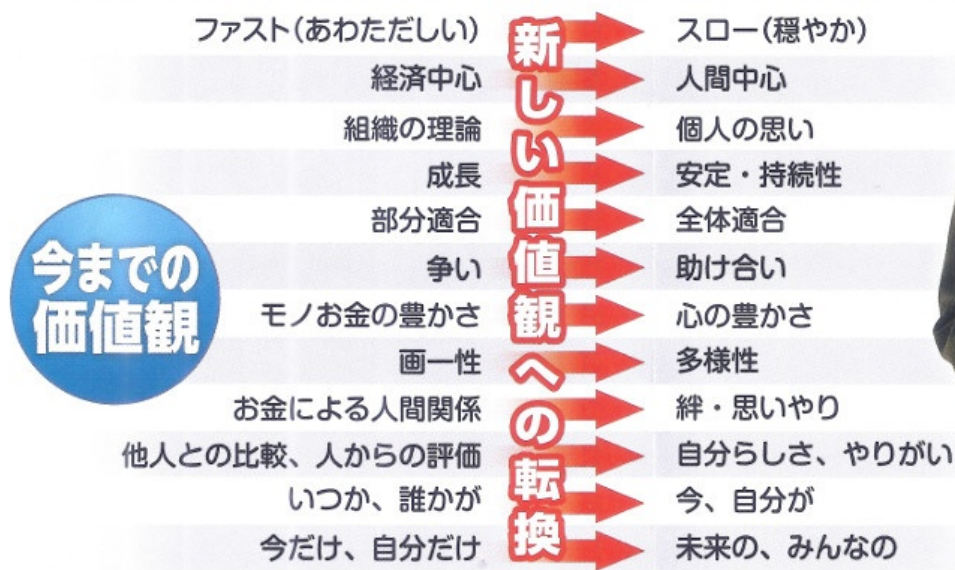 ファスト(あわただしい) スロー(穏やか)
経済中心 人間中心
組織の理論 個人の思い
成長 安定・持続性
部分適合 全体適合
争い 助け合い
モノお金の豊かさ 心の豊かさ
画一性 多様性
お金による人間関係 絆・思いやり
他人との比較、人からの評価 自分らしさ、やりがい
いつか、誰かが 今、自分が
今だけ、自分だけ 未来の、みんなの
今までの
価値観
新しい価値観への転換